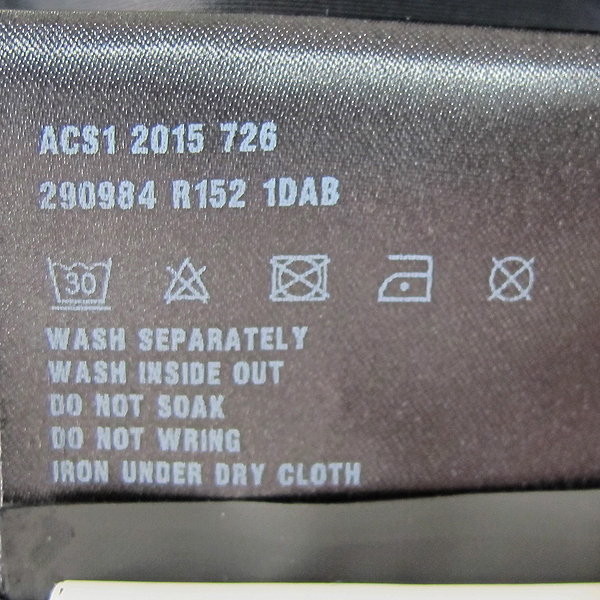 ACS1 2015 726
290984 R152 1DAB
30
WASH SEPARATELY
WASH INSIDE OUT
DO NOT SOAK
DO NOT WRING
IRON UNDER DRY CLOTH